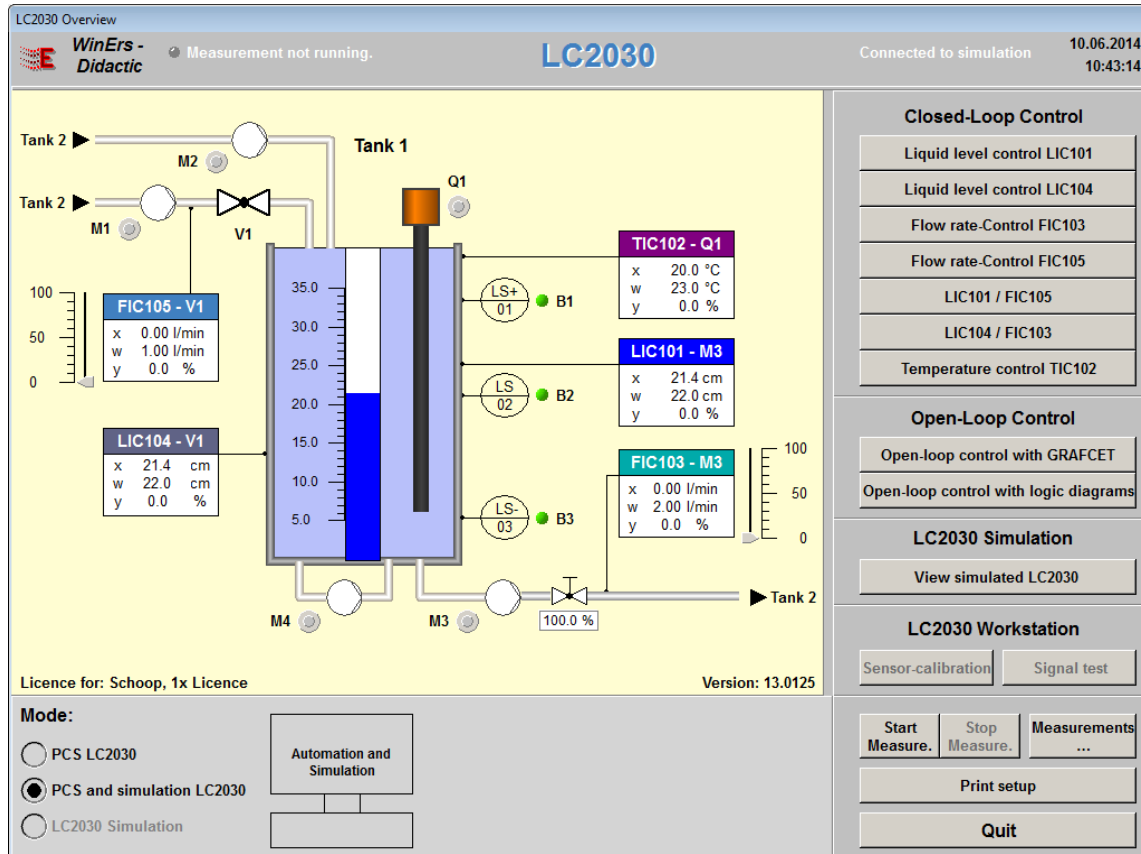 LC2030 Overview
WinErs -
Didactic
Measurement not running.
LC2030
Connected to simulation
10.06.2014
10:43:14
Tank 2
M2
Tank 1
Tank 2
M1
V1
Q1
100
50
0
FIC105 - V1
x 0.00 l/min
w 1.00 l/min
y 0.0 %
LIC104 - V1
x 21.4 cm
w 22.0 cm
y 0.0 %
35.0
30.0
25.0
20.0
15.0
10.0
5.0
LS+
01
B1
LS
02
B2
LS-
03
B3
TIC102 - Q1
x 20.0 °C
w 23.0 °C
y 0.0 %
LIC101 - M3
x 21.4 cm
w 22.0 cm
y 0.0 %
FIC103 - M3
x 0.00 l/min
w 2.00 l/min
y 0.0 %
100
50
0
M4
M3
100.0 %
Tank 2
Licence for: Schoop, 1x Licence
Version: 13.0125
Closed-Loop Control
Liquid level control LIC101
Liquid level control LIC104
Flow rate-Control FIC103
Flow rate-Control FIC105
LIC101 / FIC105
LIC104 / FIC103
Temperature control TIC102
Open-Loop Control
Open-loop control with GRAFCET
Open-loop control with logic diagrams
LC2030 Simulation
View simulated LC2030
LC2030 Workstation
Sensor-calibration
Signal test
Start
Measure.
Stop
Measure.
Measurements
...
Print setup
Quit
Mode:
PCS LC2030
PCS and simulation LC2030
LC2030 Simulation
Automation and
Simulation